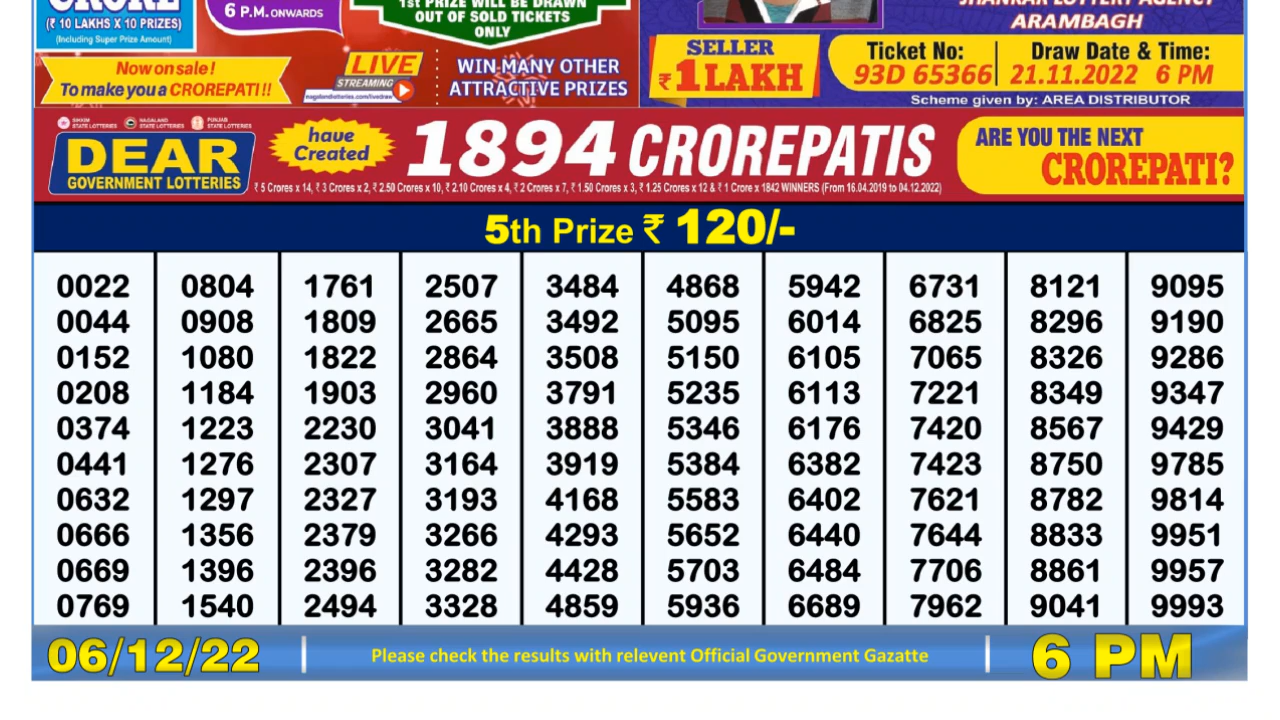 CRORE
(₹ 10 LAKHS X 10 PRIZES)
(Including Super Prize Amount)
6 P.M. ONWARDS
1st PRIZE WILL BE DRAWN
OUT OF SOLD TICKETS
ONLY
Now on sale!
To make you a CROREPATI!!
LIVE
STREAMING
nagalandlotteries.com/livedraw
WIN MANY OTHER
ATTRACTIVE PRIZES
SHANKAR LOTTERY AGENCY
ARAMBAGH
SELLER
₹1 LAKH
Ticket No:
93D 65366
Draw Date & Time:
21.11.2022 6 PM
Scheme given by: AREA DISTRIBUTOR
SIKKIM STATE LOTTERIES
NAGALAND STATE LOTTERIES
PUNJAB STATE LOTTERIES
DEAR
GOVERNMENT LOTTERIES
have
Created
1894 CROREPATIS
₹ 5 Crores x 14, ₹ 3 Crores x 2, ₹ 2.50 Crores x 10, ₹ 2.10 Crores x 4, ₹ 2 Crores x 7, ₹ 1.50 Crores x 3, ₹ 1.25 Crores x 12 & ₹ 1 Crore x 1842 WINNERS (From 16.04.2019 to 04.12.2022)
ARE YOU THE NEXT
CROREPATI?
5th Prize ₹ 120/-
0022 0804 1761 2507 3484 4868 5942 6731 8121 9095
0044 0908 1809 2665 3492 5095 6014 6825 8296 9190
0152 1080 1822 2864 3508 5150 6105 7065 8326 9286
0208 1184 1903 2960 3791 5235 6113 7221 8349 9347
0374 1223 2230 3041 3888 5346 6176 7420 8567 9429
0441 1276 2307 3164 3919 5384 6382 7423 8750 9785
0632 1297 2327 3193 4168 5583 6402 7621 8782 9814
0666 1356 2379 3266 4293 5652 6440 7644 8833 9951
0669 1396 2396 3282 4428 5703 6484 7706 8861 9957
0769 1540 2494 3328 4859 5936 6689 7962 9041 9993
06/12/22
Please check the results with relevent Official Government Gazatte
6 PM